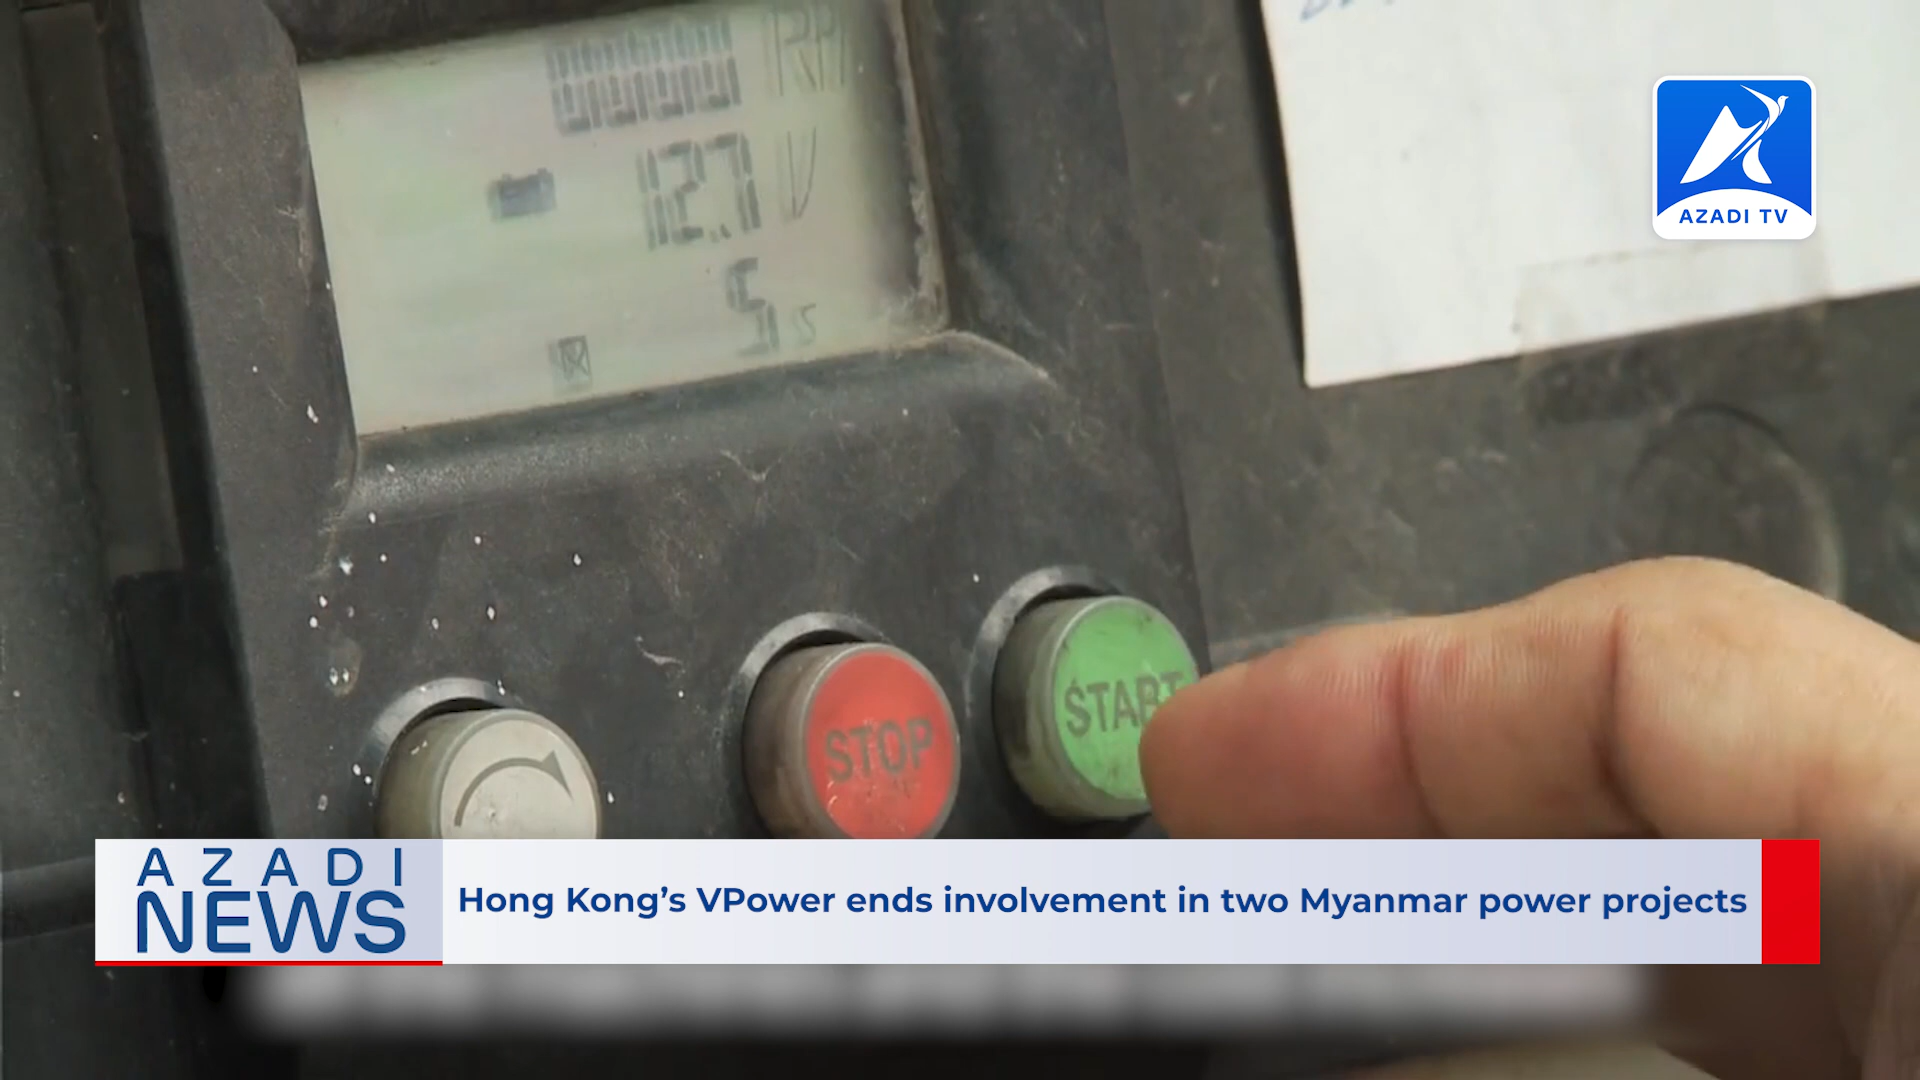 12.7 V
5 s
AZADI TV
START
STOP
AZADI
NEWS
Hong Kong’s VPower ends involvement in two Myanmar power projects